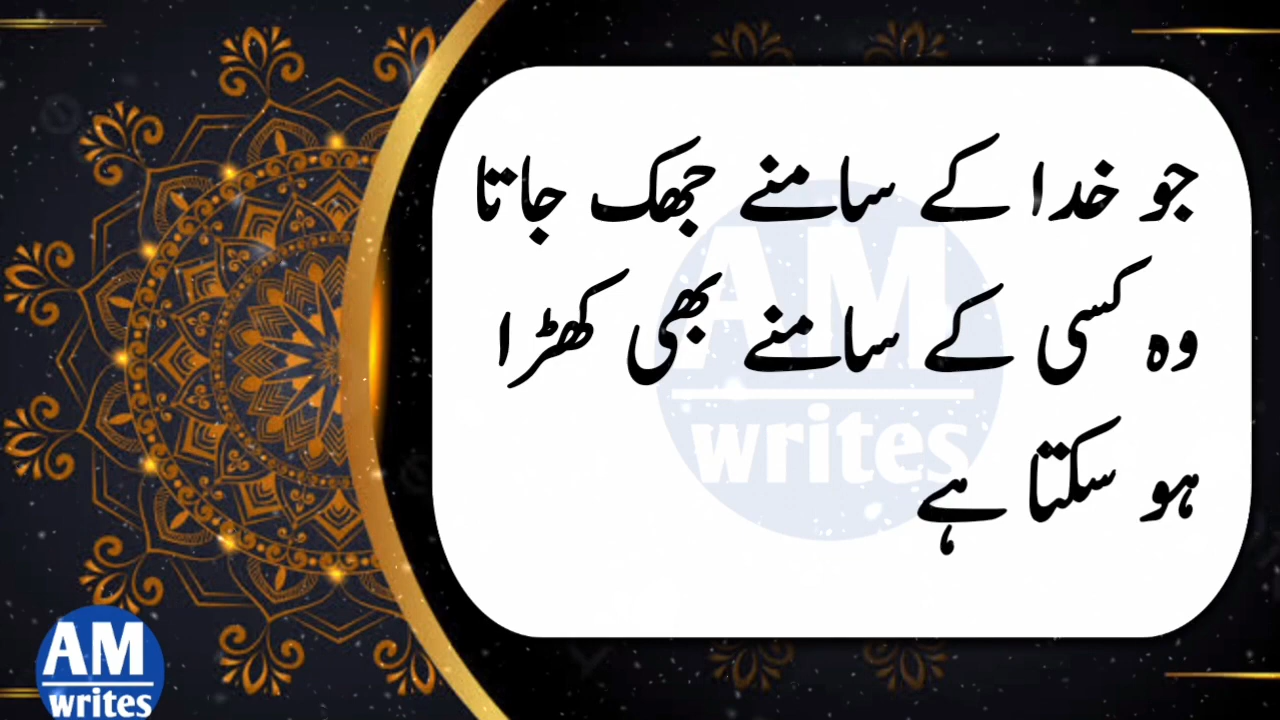 جو خدا کے سامنے جھک جاتا
وہ کسی کے سامنے بھی کھڑا
ہو سکتا ہے
AM
writes
AM
writes